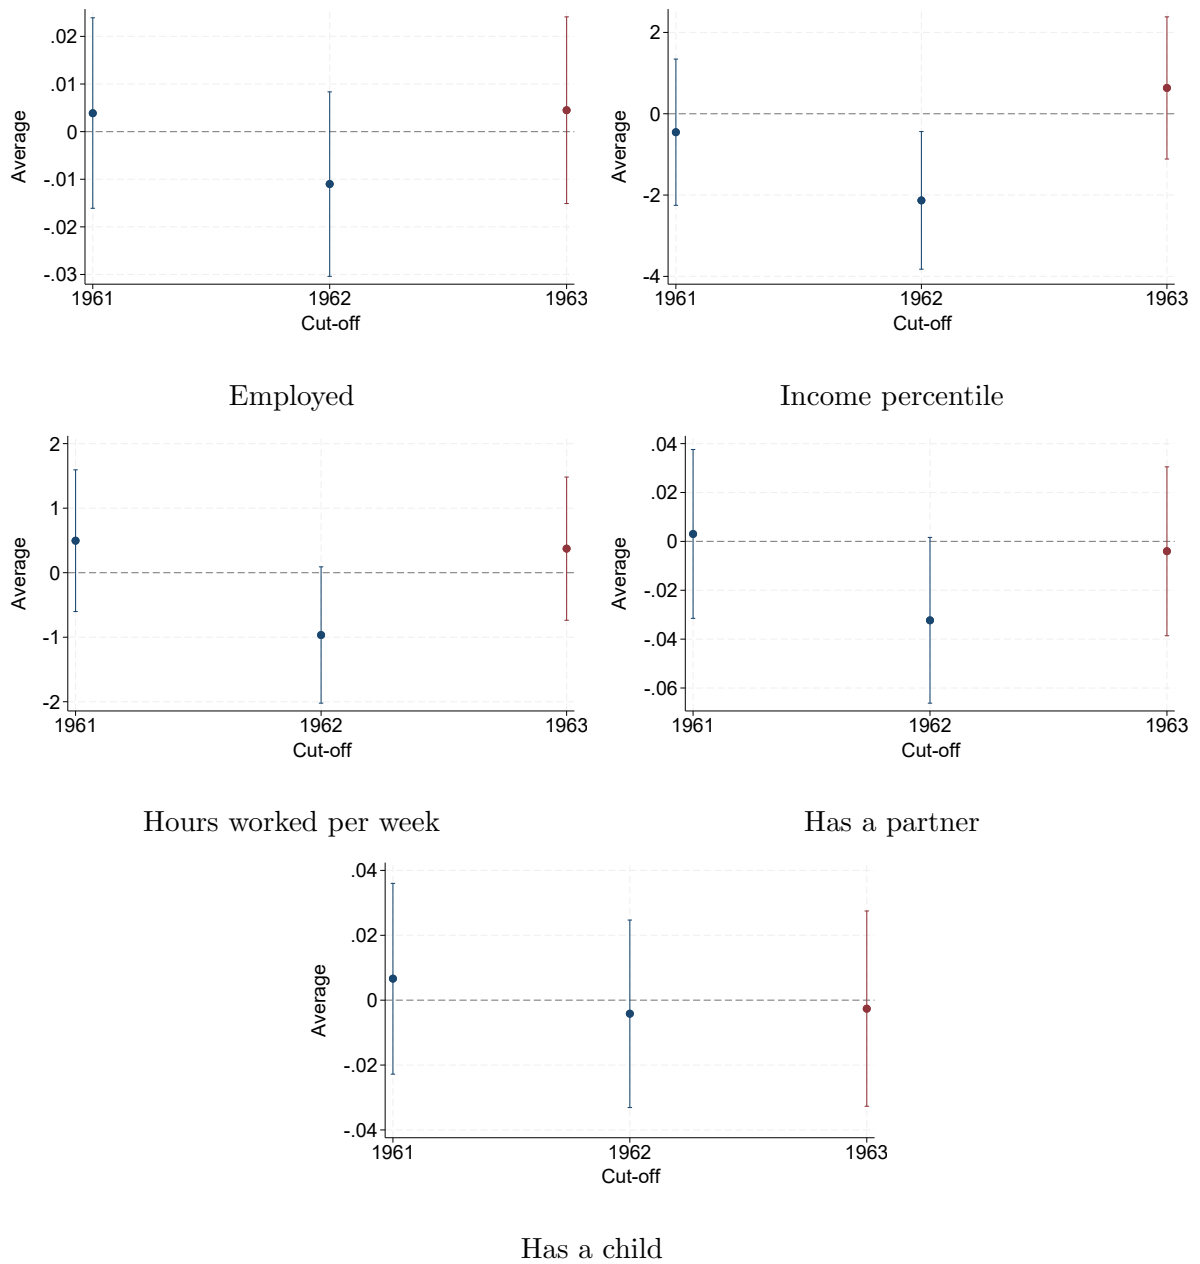 .02
.01
0
-.01
-.02
-.03
Average
1961 1962 1963
Cut-off
Employed
2
0
-2
-4
Average
1961 1962 1963
Cut-off
Income percentile
2
1
0
-1
-2
Average
1961 1962 1963
Cut-off
Hours worked per week
.04
.02
0
-.02
-.04
-.06
Average
1961 1962 1963
Cut-off
Has a partner
.04
.02
0
-.02
-.04
Average
1961 1962 1963
Cut-off
Has a child